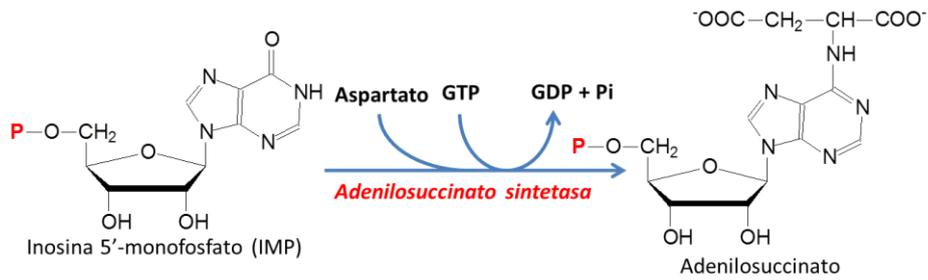 ⁻OOC–CH₂–CH–COO⁻
NH
O
N
NH
N
N
Aspartato GTP GDP + Pi
N
N
N
N
P–O–CH₂
O
OH OH
Adenilosuccinato sintetasa
P–O–CH₂
O
OH OH
Inosina 5’-monofosfato (IMP)
Adenilosuccinato